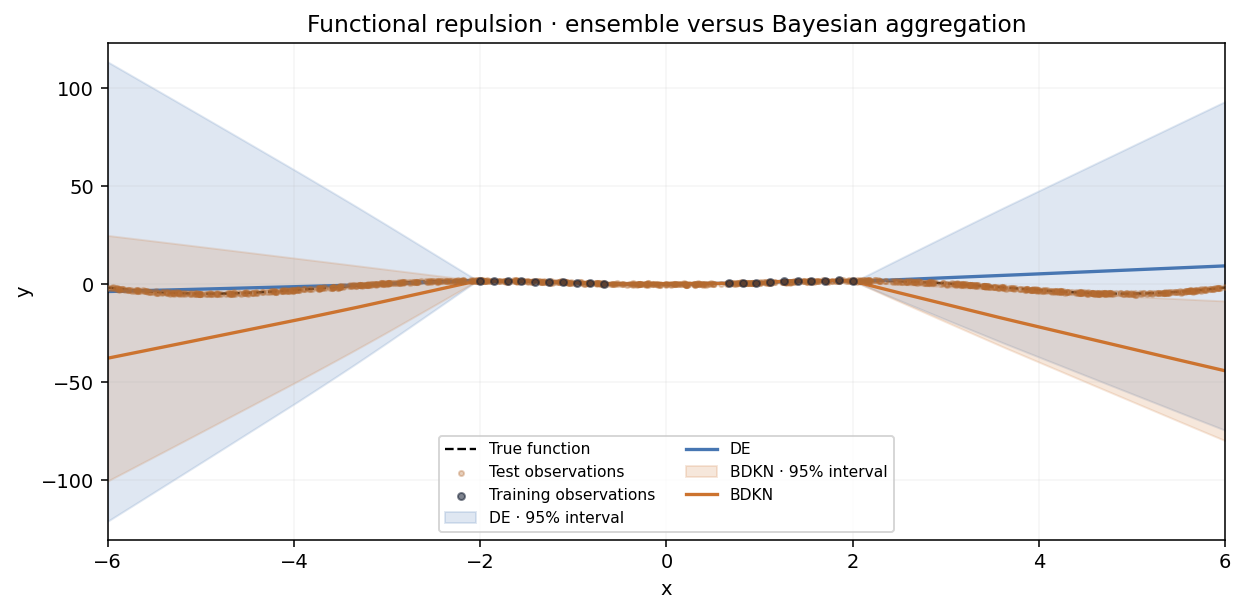 Functional repulsion · ensemble versus Bayesian aggregation
y
100
50
0
−50
−100
True function
Test observations
Training observations
DE · 95% interval
DE
BDKN · 95% interval
BDKN
−6
−4
−2
0
2
4
6
x